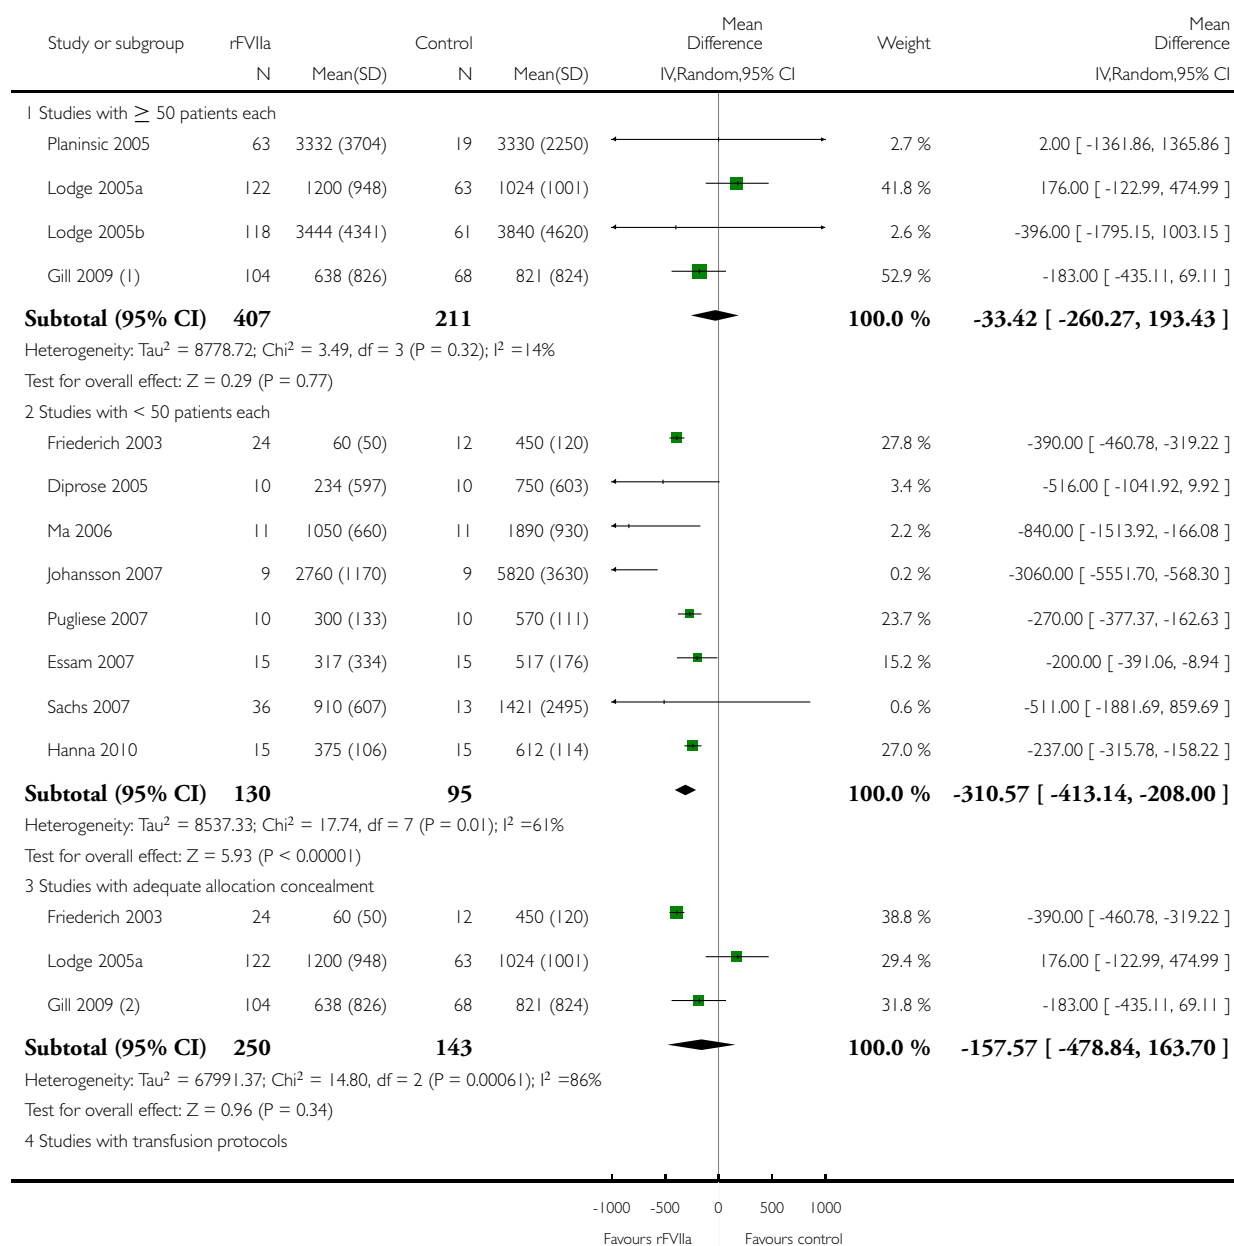 Study or subgroup rFVIIa Control Mean Difference Weight Mean Difference
N Mean(SD) N Mean(SD) IV,Random,95% CI IV,Random,95% CI
1 Studies with ≥ 50 patients each
Planinsic 2005 63 3332 (3704) 19 3330 (2250) 2.7 % 2.00 [ -1361.86, 1365.86 ]
Lodge 2005a 122 1200 (948) 63 1024 (1001) 41.8 % 176.00 [ -122.99, 474.99 ]
Lodge 2005b 118 3444 (4341) 61 3840 (4620) 2.6 % -396.00 [ -1795.15, 1003.15 ]
Gill 2009 (1) 104 638 (826) 68 821 (824) 52.9 % -183.00 [ -435.11, 69.11 ]
Subtotal (95% CI) 407 211 100.0 % -33.42 [ -260.27, 193.43 ]
Heterogeneity: Tau² = 8778.72; Chi² = 3.49, df = 3 (P = 0.32); I² =14%
Test for overall effect: Z = 0.29 (P = 0.77)
2 Studies with < 50 patients each
Friederich 2003 24 60 (50) 12 450 (120) 27.8 % -390.00 [ -460.78, -319.22 ]
Diprose 2005 10 234 (597) 10 750 (603) 3.4 % -516.00 [ -1041.92, 9.92 ]
Ma 2006 11 1050 (660) 11 1890 (930) 2.2 % -840.00 [ -1513.92, -166.08 ]
Johansson 2007 9 2760 (1170) 9 5820 (3630) 0.2 % -3060.00 [ -5551.70, -568.30 ]
Pugliese 2007 10 300 (133) 10 570 (111) 23.7 % -270.00 [ -377.37, -162.63 ]
Essam 2007 15 317 (334) 15 517 (176) 15.2 % -200.00 [ -391.06, -8.94 ]
Sachs 2007 36 910 (607) 13 1421 (2495) 0.6 % -511.00 [ -1881.69, 859.69 ]
Hanna 2010 15 375 (106) 15 612 (114) 27.0 % -237.00 [ -315.78, -158.22 ]
Subtotal (95% CI) 130 95 100.0 % -310.57 [ -413.14, -208.00 ]
Heterogeneity: Tau² = 8537.33; Chi² = 17.74, df = 7 (P = 0.01); I² =61%
Test for overall effect: Z = 5.93 (P < 0.00001)
3 Studies with adequate allocation concealment
Friederich 2003 24 60 (50) 12 450 (120) 38.8 % -390.00 [ -460.78, -319.22 ]
Lodge 2005a 122 1200 (948) 63 1024 (1001) 29.4 % 176.00 [ -122.99, 474.99 ]
Gill 2009 (2) 104 638 (826) 68 821 (824) 31.8 % -183.00 [ -435.11, 69.11 ]
Subtotal (95% CI) 250 143 100.0 % -157.57 [ -478.84, 163.70 ]
Heterogeneity: Tau² = 67991.37; Chi² = 14.80, df = 2 (P = 0.00061); I² =86%
Test for overall effect: Z = 0.96 (P = 0.34)
4 Studies with transfusion protocols
-1000 -500 0 500 1000
Favours rFVIIa Favours control